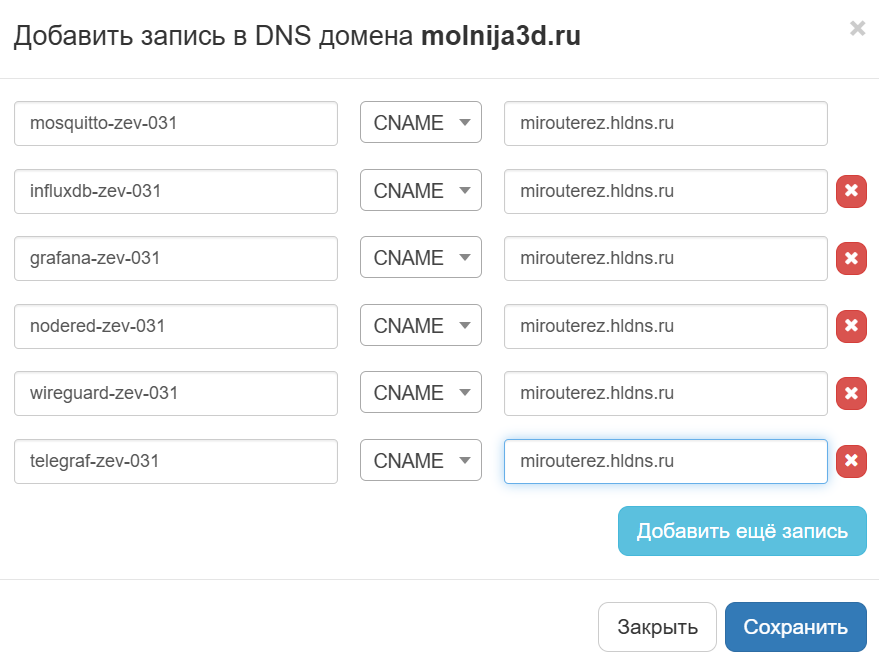 Добавить запись в DNS домена molnija3d.ru ×
mosquitto-zev-031 CNAME mirouterez.hldns.ru
influxdb-zev-031 CNAME mirouterez.hldns.ru
grafana-zev-031 CNAME mirouterez.hldns.ru
nodered-zev-031 CNAME mirouterez.hldns.ru
wireguard-zev-031 CNAME mirouterez.hldns.ru
telegraf-zev-031 CNAME mirouterez.hldns.ru
Добавить ещё запись
Закрыть Сохранить